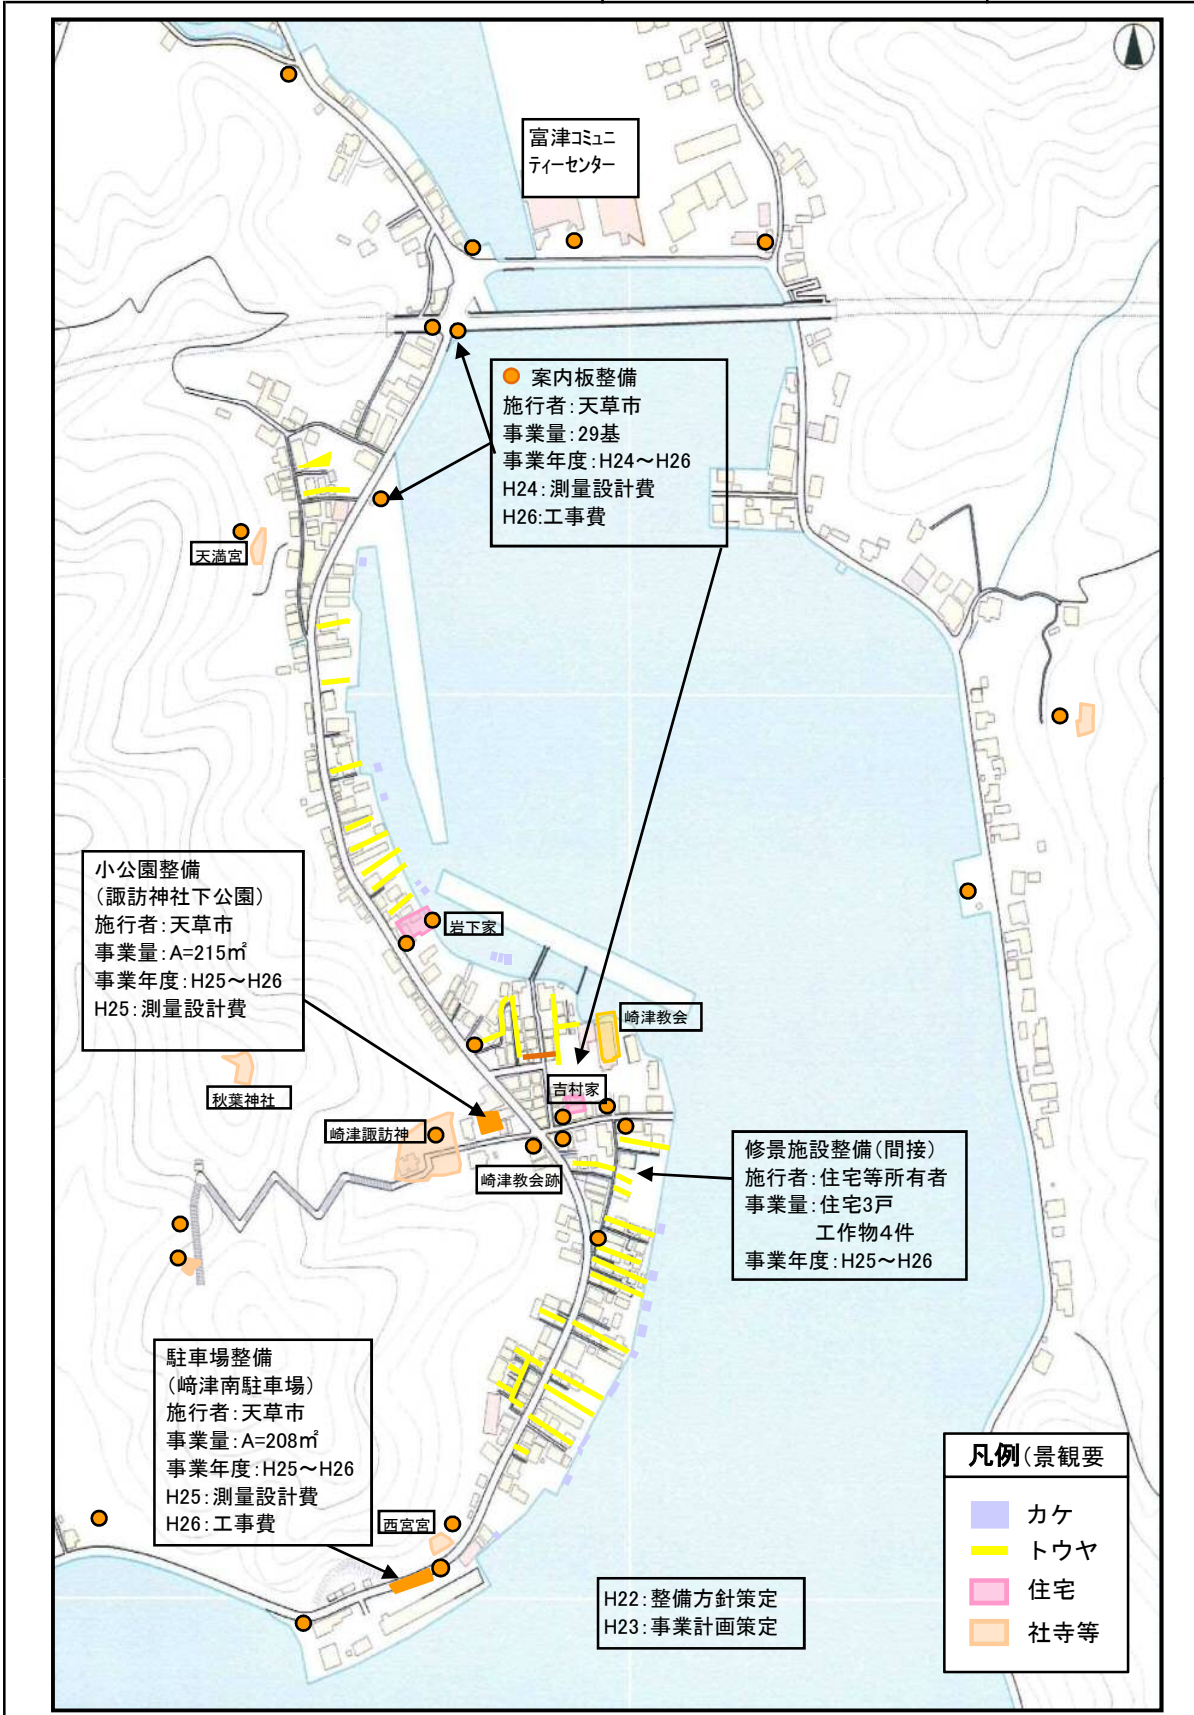 富津コミュニ
ティーセンター
案内板整備
施行者：天草市
事業量：29基
事業年度：H24～H26
H24：測量設計費
H26：工事費
天満宮
小公園整備
（諏訪神社下公園）
施行者：天草市
事業量：A=215㎡
事業年度：H25～H26
H25：測量設計費
岩下家
崎津教会
吉村家
秋葉神社
崎津諏訪神
崎津教会跡
修景施設整備（間接）
施行者：住宅等所有者
事業量：住宅3戸
工作物4件
事業年度：H25～H26
駐車場整備
（﨑津南駐車場）
施行者：天草市
事業量：A=208㎡
事業年度：H25～H26
H25：測量設計費
H26：工事費
西宮宮
H22：整備方針策定
H23：事業計画策定
凡例（景観要
カケ
トウヤ
住宅
社寺等